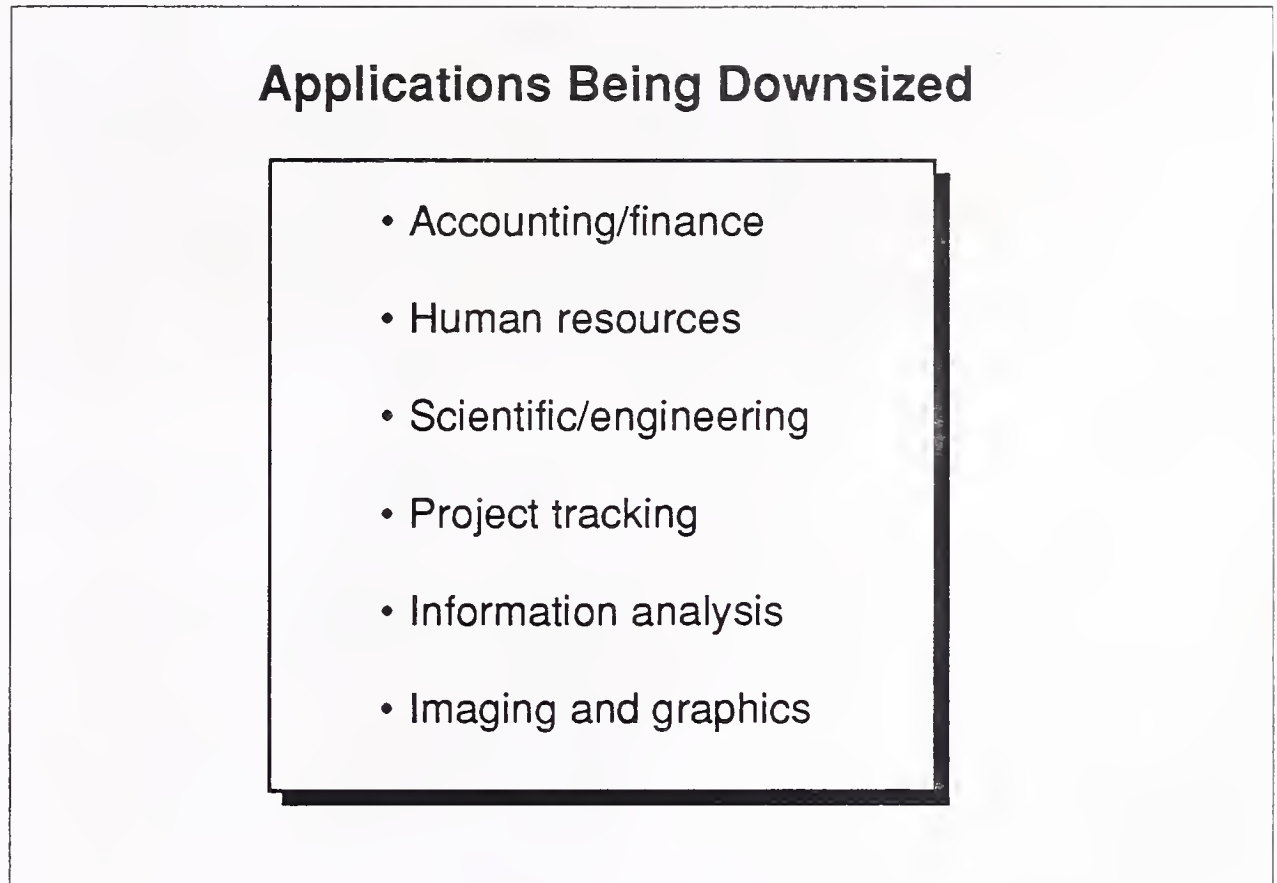 Applications Being Downsized
• Accounting/finance
• Human resources
• Scientific/engineering
• Project tracking
• Information analysis
• Imaging and graphics